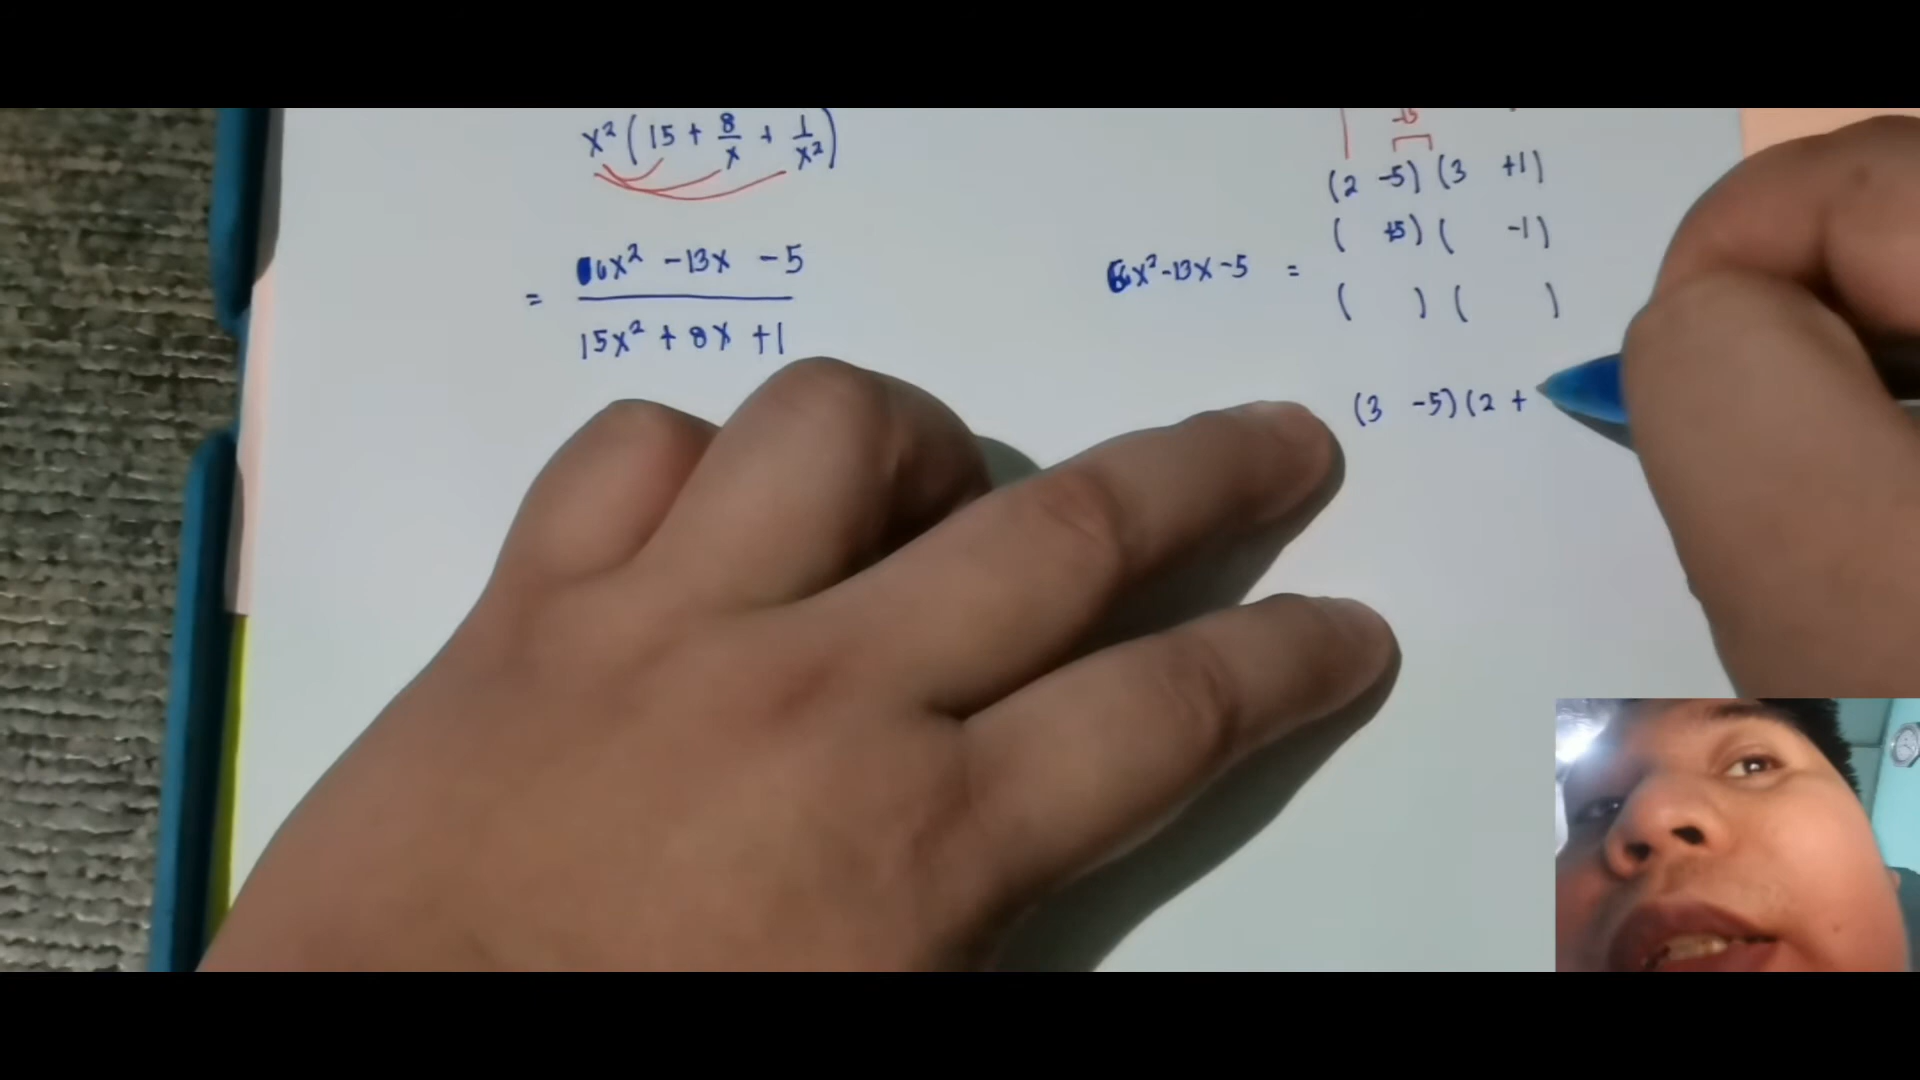 x² ( 15 + 8/x + 1/x² )
= 6x² - 13x - 5 / 15x² + 8x + 1
-15
(2 -5) (3 +1)
( +5) ( -1)
6x² - 13x - 5 = ( ) ( )
(3 -5) (2 +